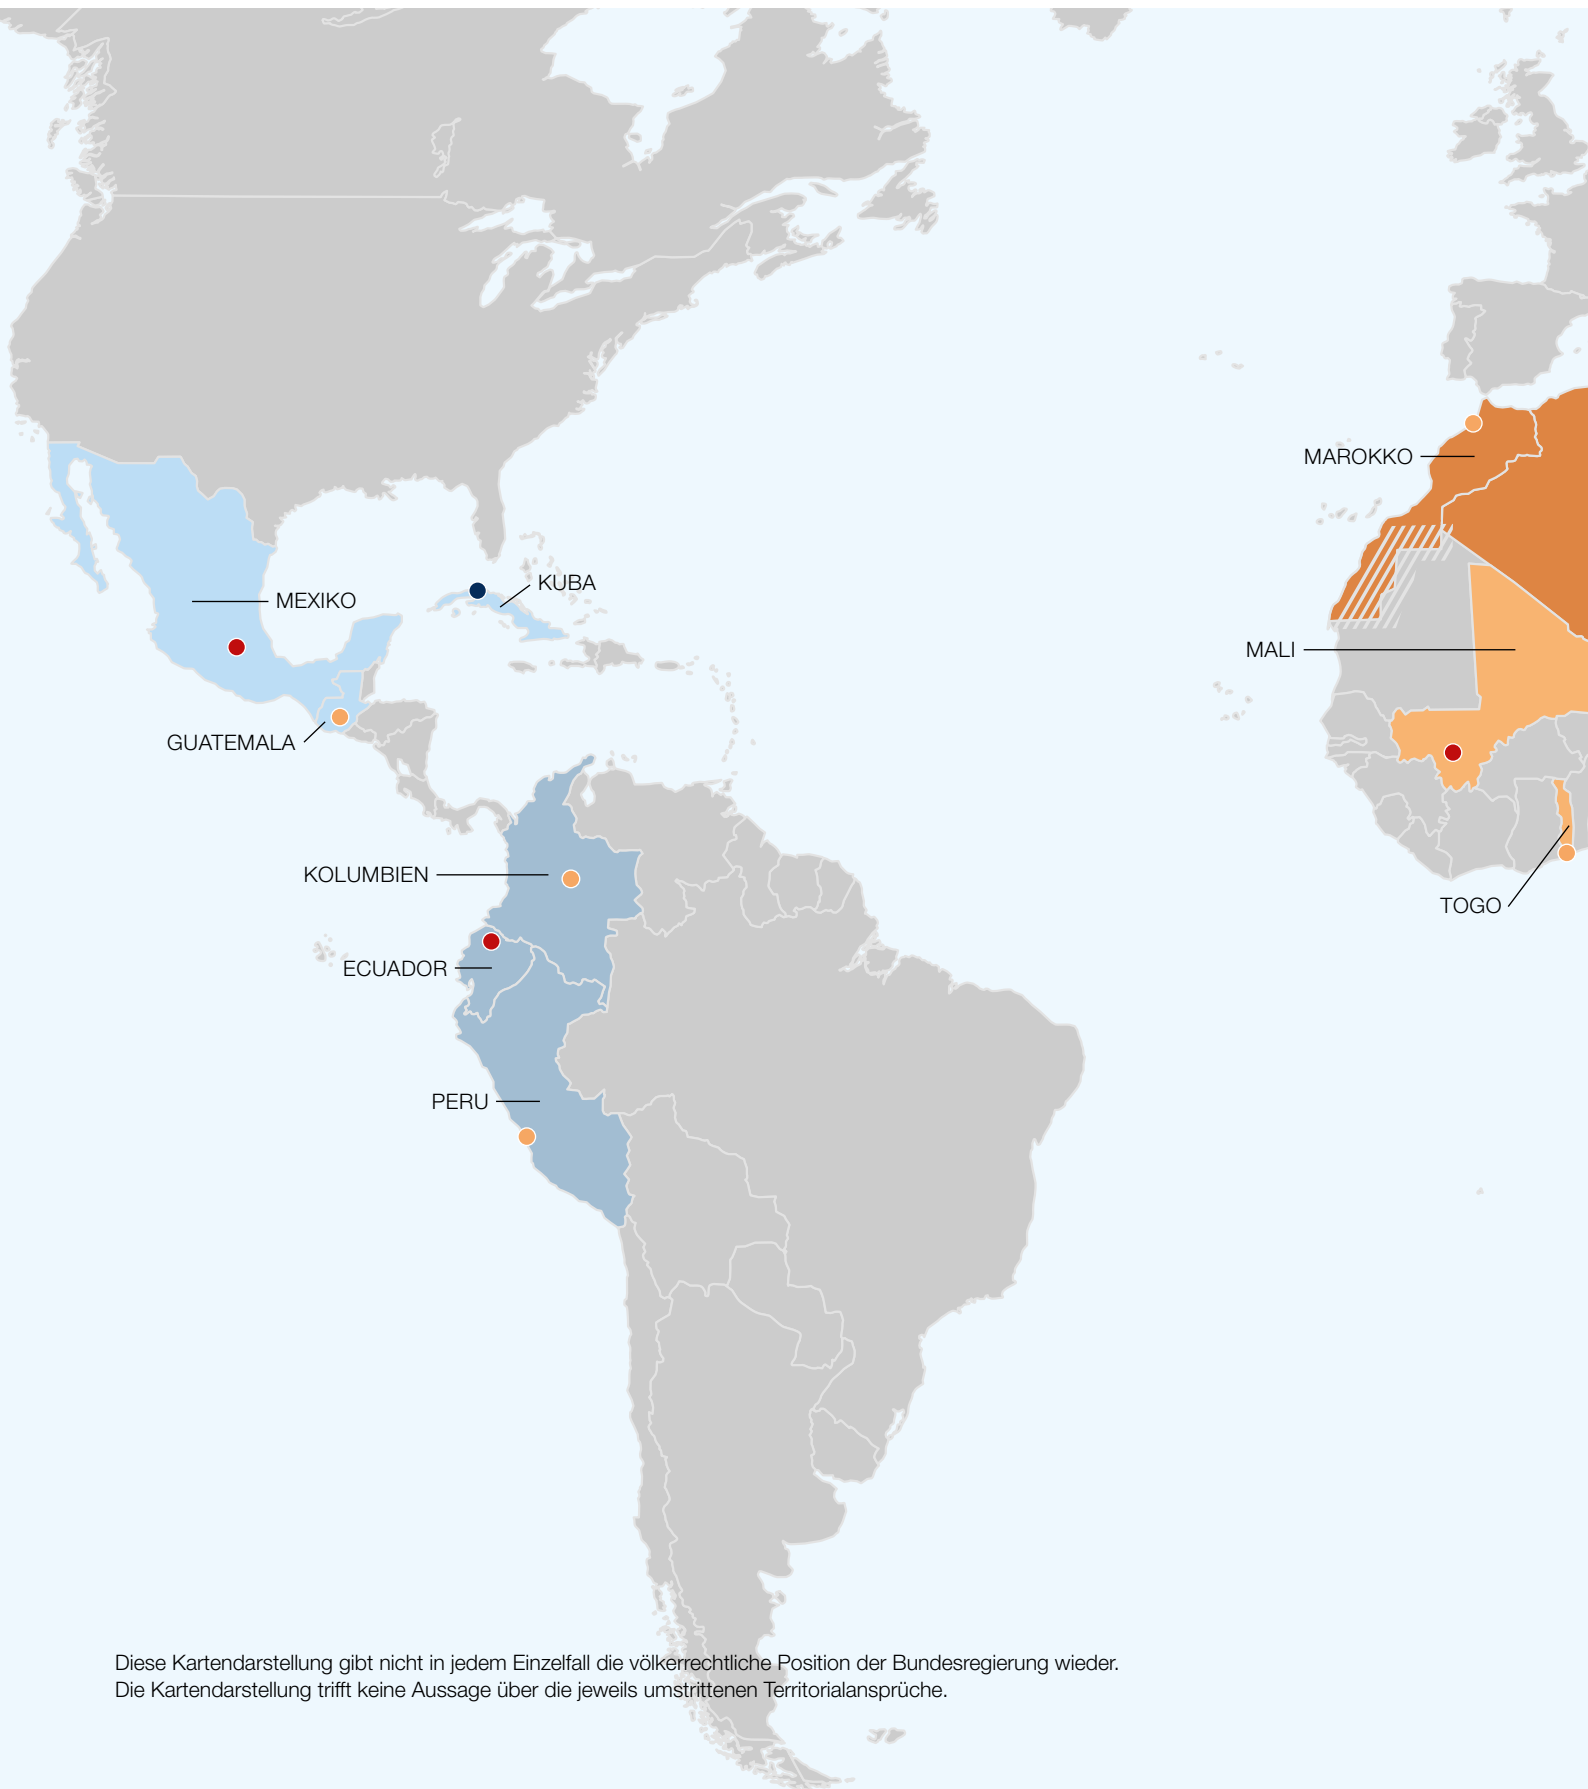 MAROKKO
KUBA
MEXIKO
MALI
GUATEMALA
KOLUMBIEN
TOGO
ECUADOR
PERU
Diese Kartendarstellung gibt nicht in jedem Einzelfall die völkerrechtliche Position der Bundesregierung wieder.
Die Kartendarstellung trifft keine Aussage über die jeweils umstrittenen Territorialansprüche.